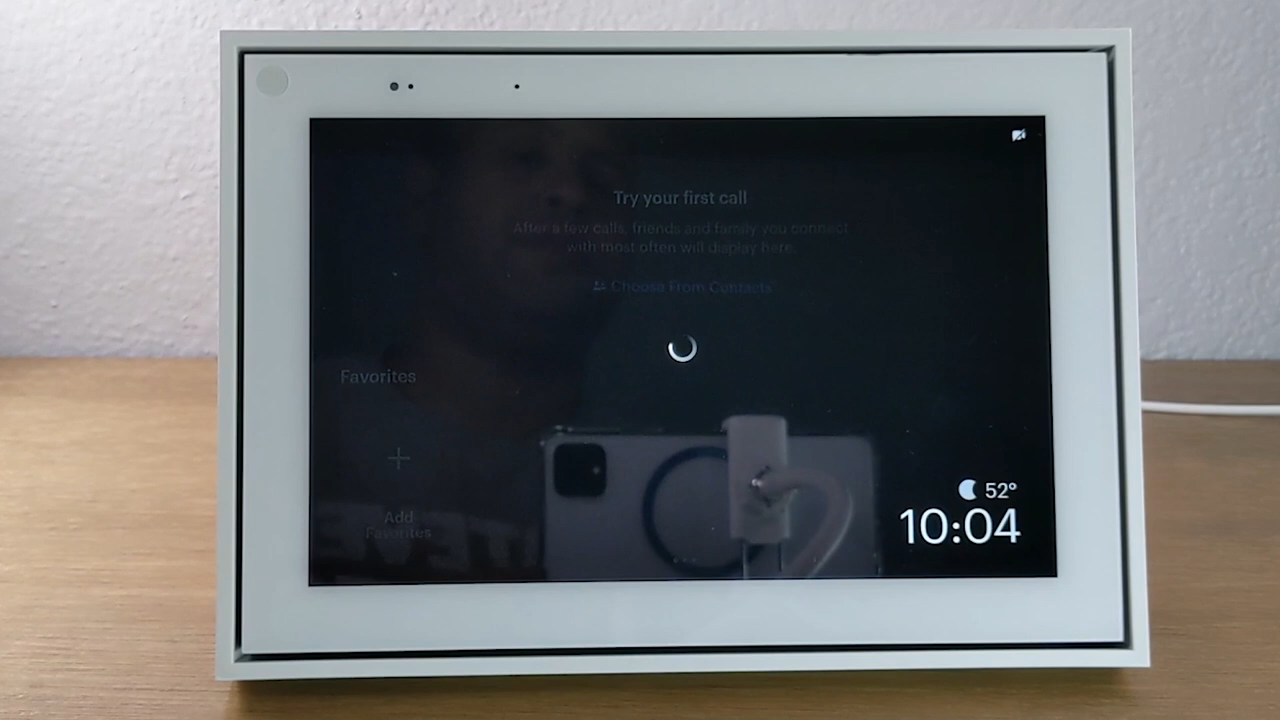 Try your first call
After a few calls, friends and family you connect
with most often will display here.
Choose From Contacts
Favorites
Add
Favorites
52°
10:04